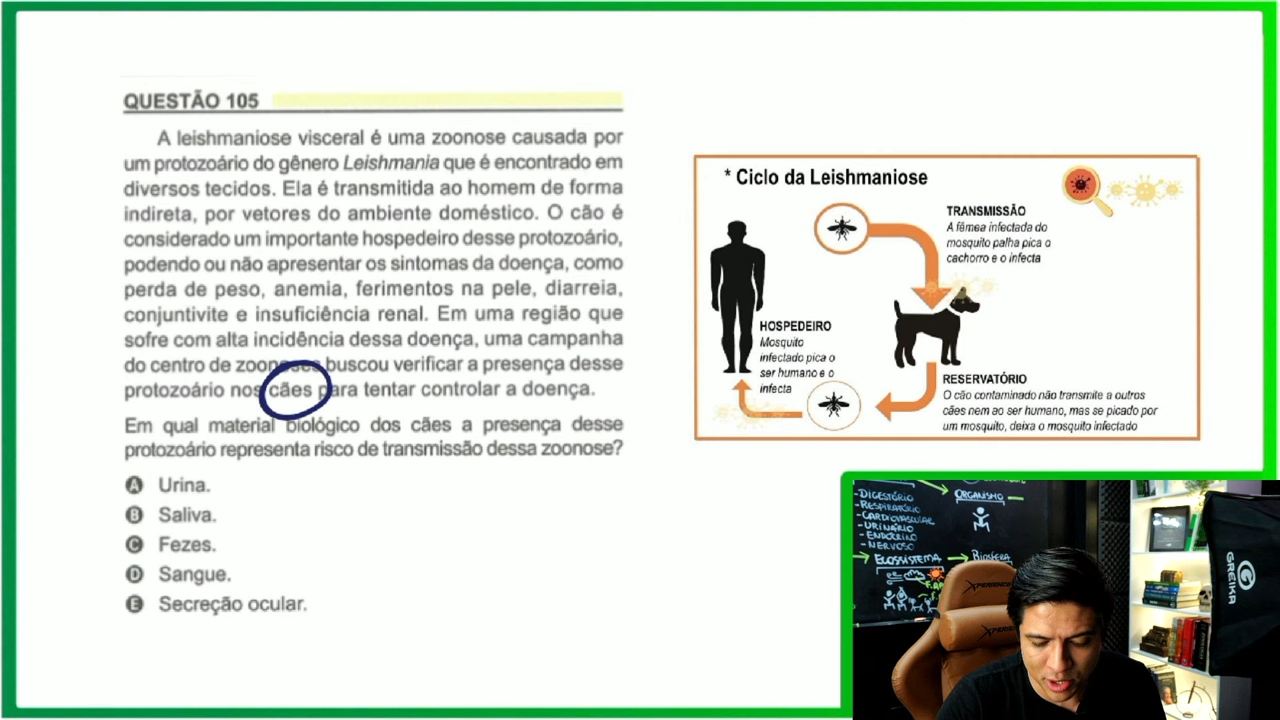 QUESTÃO 105
A leishmaniose visceral é uma zoonose causada por
um protozoário do gênero Leishmania que é encontrado em
diversos tecidos. Ela é transmitida ao homem de forma
indireta, por vetores do ambiente doméstico. O cão é
considerado um importante hospedeiro desse protozoário,
podendo ou não apresentar os sintomas da doença, como
perda de peso, anemia, ferimentos na pele, diarreia,
conjuntivite e insuficiência renal. Em uma região que
sofre com alta incidência dessa doença, uma campanha
do centro de zoonoses buscou verificar a presença desse
protozoário nos cães para tentar controlar a doença.
Em qual material biológico dos cães a presença desse
protozoário representa risco de transmissão dessa zoonose?
A Urina.
B Saliva.
C Fezes.
D Sangue.
E Secreção ocular.
* Ciclo da Leishmaniose
TRANSMISSÃO
A fêmea infectada do
mosquito palha pica o
cachorro e o infecta
HOSPEDEIRO
Mosquito
infectado pica o
ser humano e o
infecta
RESERVATÓRIO
O cão contaminado não transmite a outros
cães nem ao ser humano, mas se picado por
um mosquito, deixa o mosquito infectado
-DIGESTÓRIO
-RESPIRATÓRIO
-CARDIOVASCULAR
-URINÁRIO
-ENDÓCRINO
-NERVOSO
ORGANISMO
ECOSSISTEMA
BIOSFERA
GREIKA